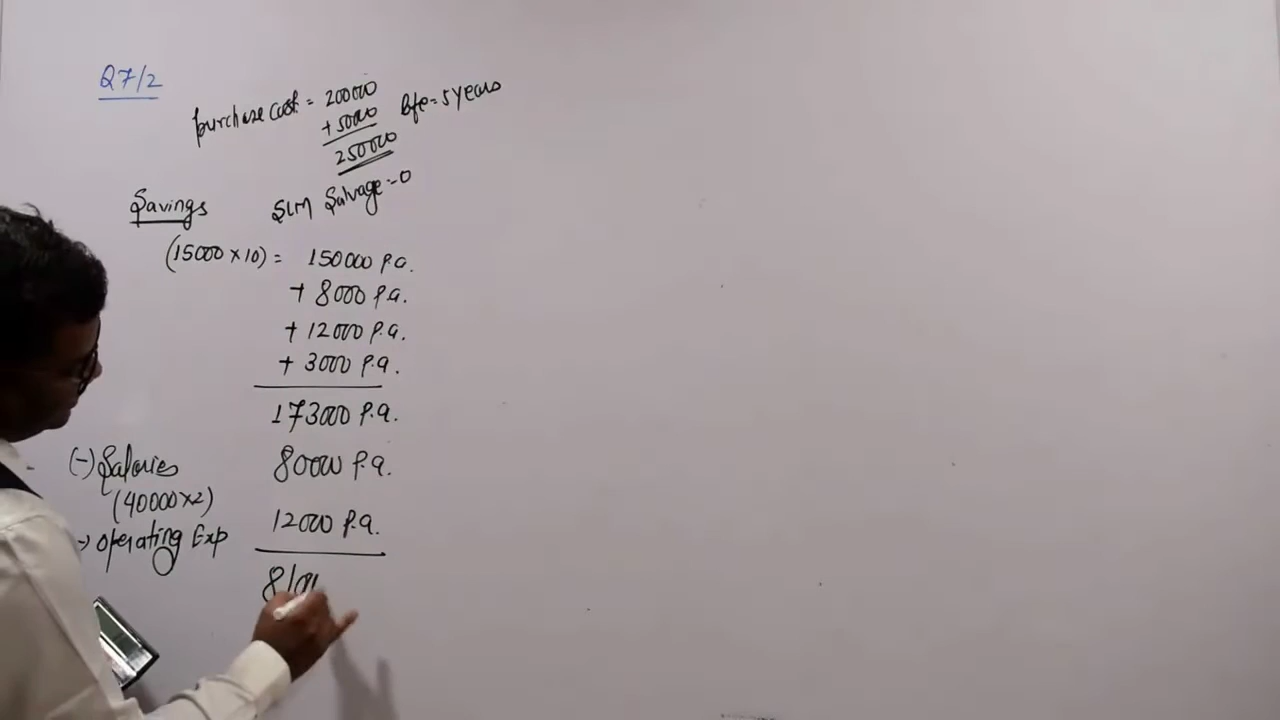 Q7/2
Purchase Cost = 200000
+50000
250000
life = 5 years
Savings
SLM Salvage = 0
(15000×10) = 150000 P.a.
+ 8000 P.a.
+ 12000 P.a.
+ 3000 P.a.
173000 P.a.
(-) Salaries 80000 P.a.
(40000×2)
Operating Exp 12000 P.a.